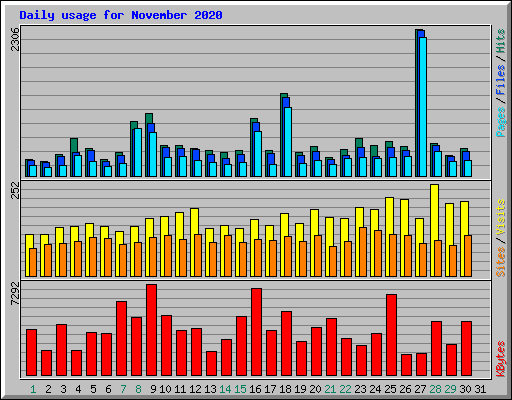 Daily usage for November 2020
2306
Pages / Files / Hits
252
Sites / Visits
7292
KBytes
1 2 3 4 5 6 7 8 9 10 11 12 13 14 15 16 17 18 19 20 21 22 23 24 25 26 27 28 29 30 31